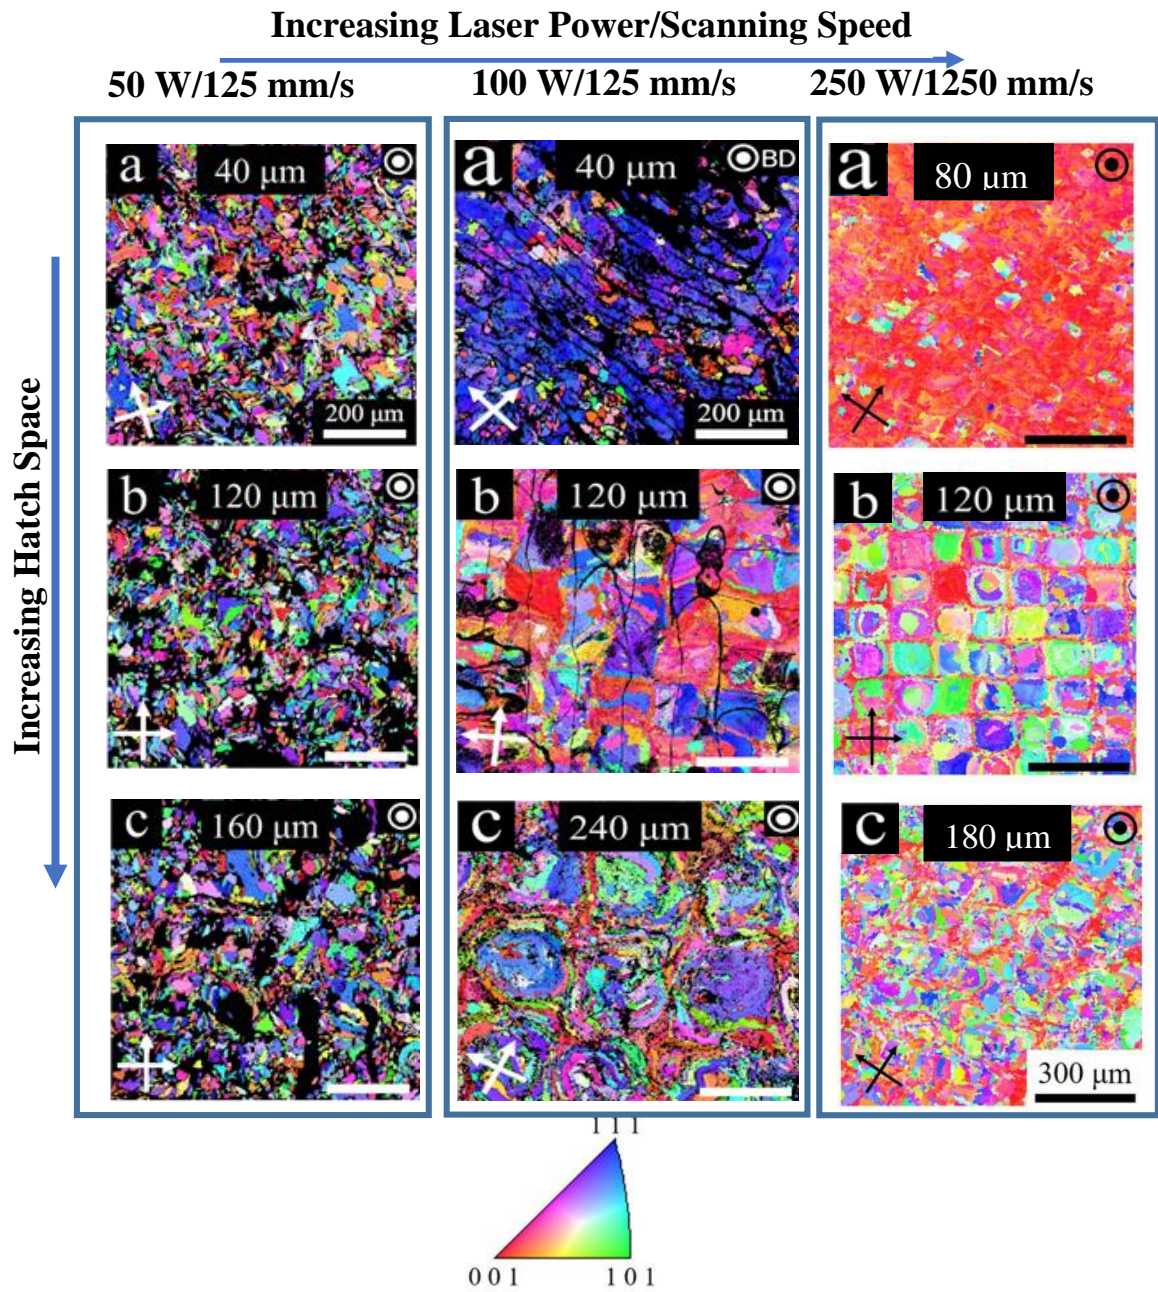 Increasing Laser Power/Scanning Speed
50 W/125 mm/s
100 W/125 mm/s
250 W/1250 mm/s
Increasing Hatch Space
a
40 µm
200 µm
a
40 µm
BD
200 µm
a
80 µm
b
120 µm
b
120 µm
b
120 µm
c
160 µm
c
240 µm
c
180 µm
300 µm
1 1 1
0 0 1
1 0 1